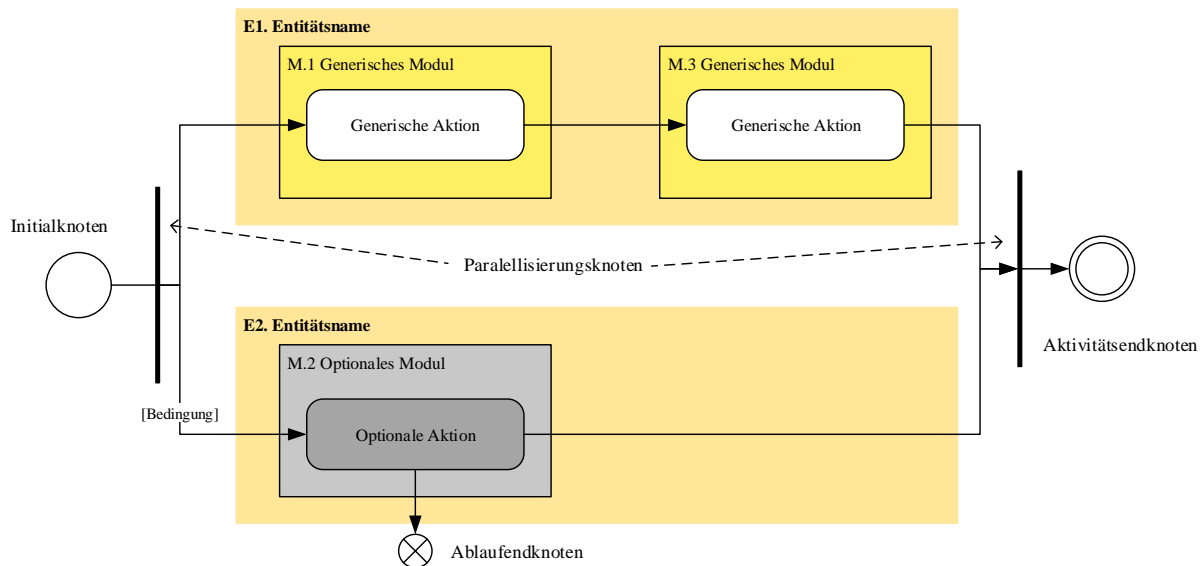 E1. Entitätsname
M.1 Generisches Modul
M.3 Generisches Modul
Generische Aktion
Generische Aktion
Initialknoten
Paralellisierungsknoten
E2. Entitätsname
Aktivitätsendknoten
M.2 Optionales Modul
[Bedingung]
Optionale Aktion
Ablaufendknoten